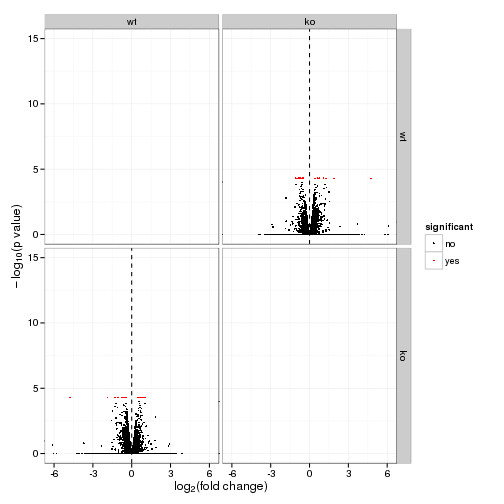 wt ko
15
10
5
0
wt
15
10
5
0
ko
-6 -3 0 3 6 -6 -3 0 3 6
log2(fold change)
−log10(p value)
significant
no
yes